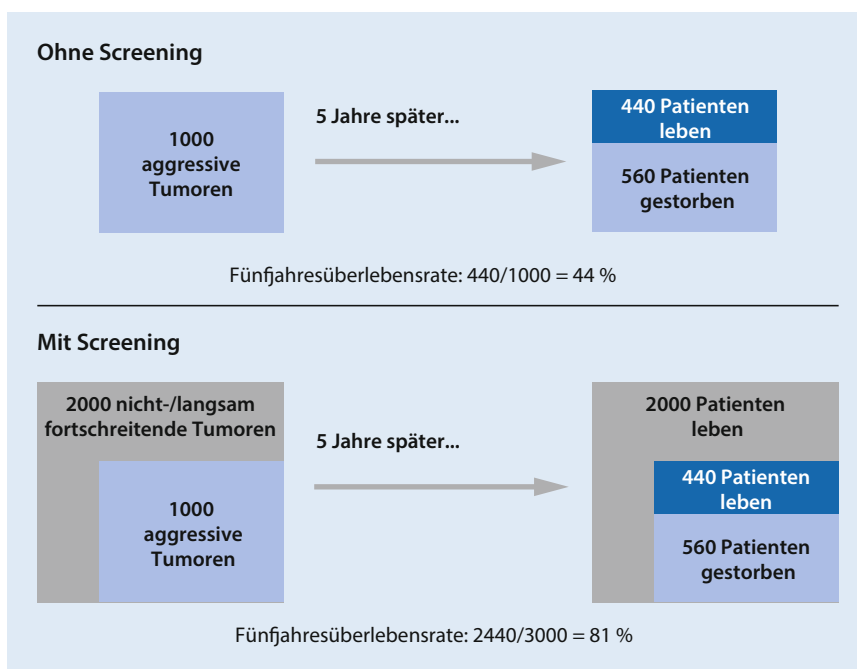 Ohne Screening
1000
aggressive
Tumoren
5 Jahre später...
440 Patienten
leben
560 Patienten
gestorben
Fünfjahresüberlebensrate: 440/1000 = 44 %
Mit Screening
2000 nicht-/langsam
fortschreitende Tumoren
1000
aggressive
Tumoren
5 Jahre später...
2000 Patienten
leben
440 Patienten
leben
560 Patienten
gestorben
Fünfjahresüberlebensrate: 2440/3000 = 81 %